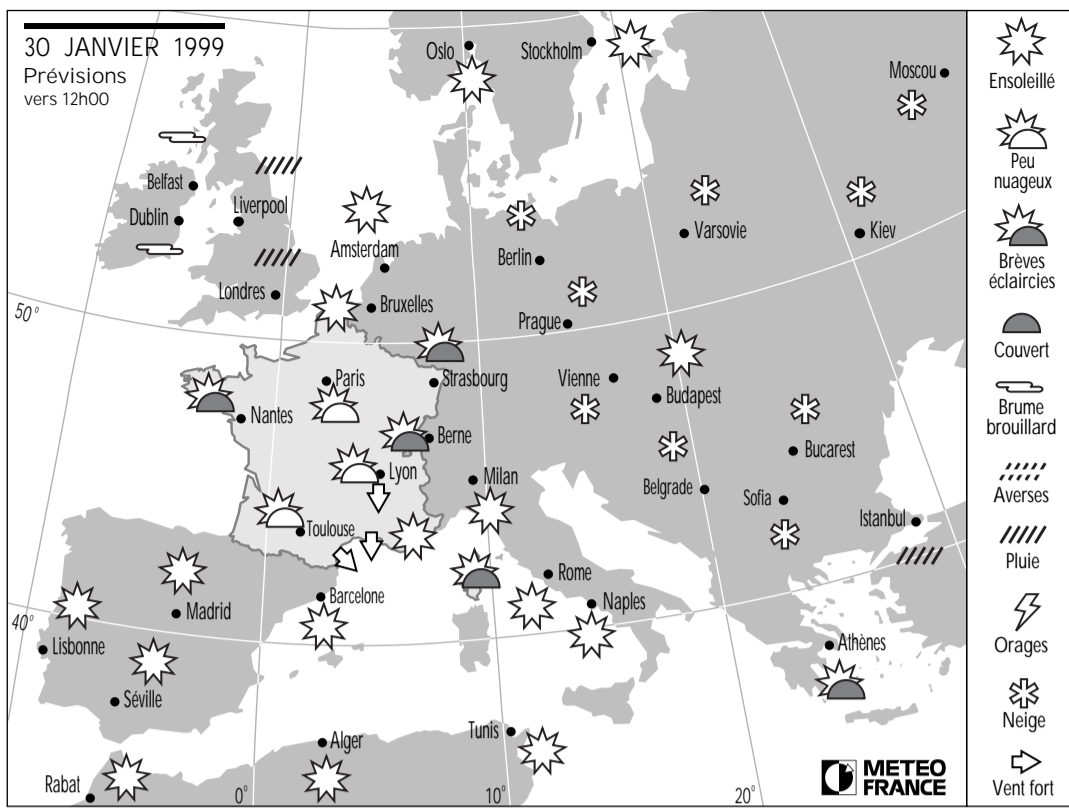 30 JANVIER 1999
Prévisions
vers 12h00
Oslo
Stockholm
Moscou
Belfast
Dublin
Liverpool
Amsterdam
Berlin
Varsovie
Kiev
Londres
Bruxelles
50°
Prague
Paris
Strasbourg
Vienne
Budapest
Nantes
Berne
Lyon
Milan
Bucarest
Belgrade
Sofia
Istanbul
Toulouse
Rome
Barcelone
Naples
Madrid
40°
Lisbonne
Athènes
Séville
Alger
Tunis
Rabat
0°
10°
20°
METEO
FRANCE
Ensoleillé
Peu
nuageux
Brèves
éclaircies
Couvert
Brume
brouillard
Averses
Pluie
Orages
Neige
Vent fort